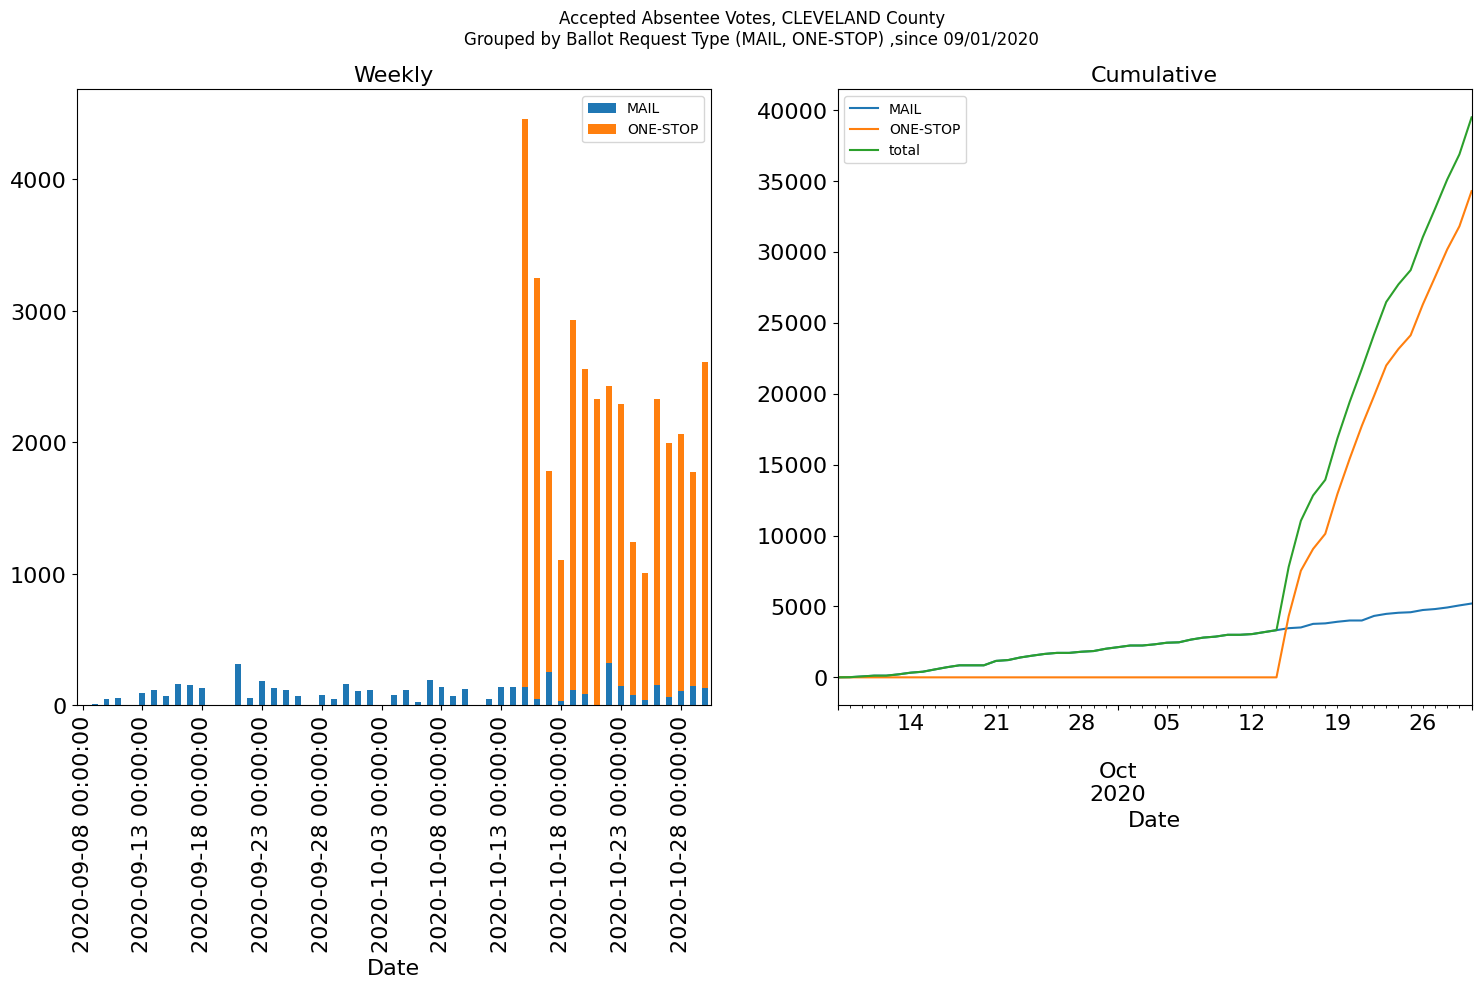 Accepted Absentee Votes, CLEVELAND County
Grouped by Ballot Request Type (MAIL, ONE-STOP) ,since 09/01/2020
Weekly
MAIL
ONE-STOP
4000
3000
2000
1000
0
2020-09-08 00:00:00
2020-09-13 00:00:00
2020-09-18 00:00:00
2020-09-23 00:00:00
2020-09-28 00:00:00
2020-10-03 00:00:00
2020-10-08 00:00:00
2020-10-13 00:00:00
2020-10-18 00:00:00
2020-10-23 00:00:00
2020-10-28 00:00:00
Date
Cumulative
MAIL
ONE-STOP
total
40000
35000
30000
25000
20000
15000
10000
5000
0
14 21 28 05 12 19 26
Oct
2020
Date